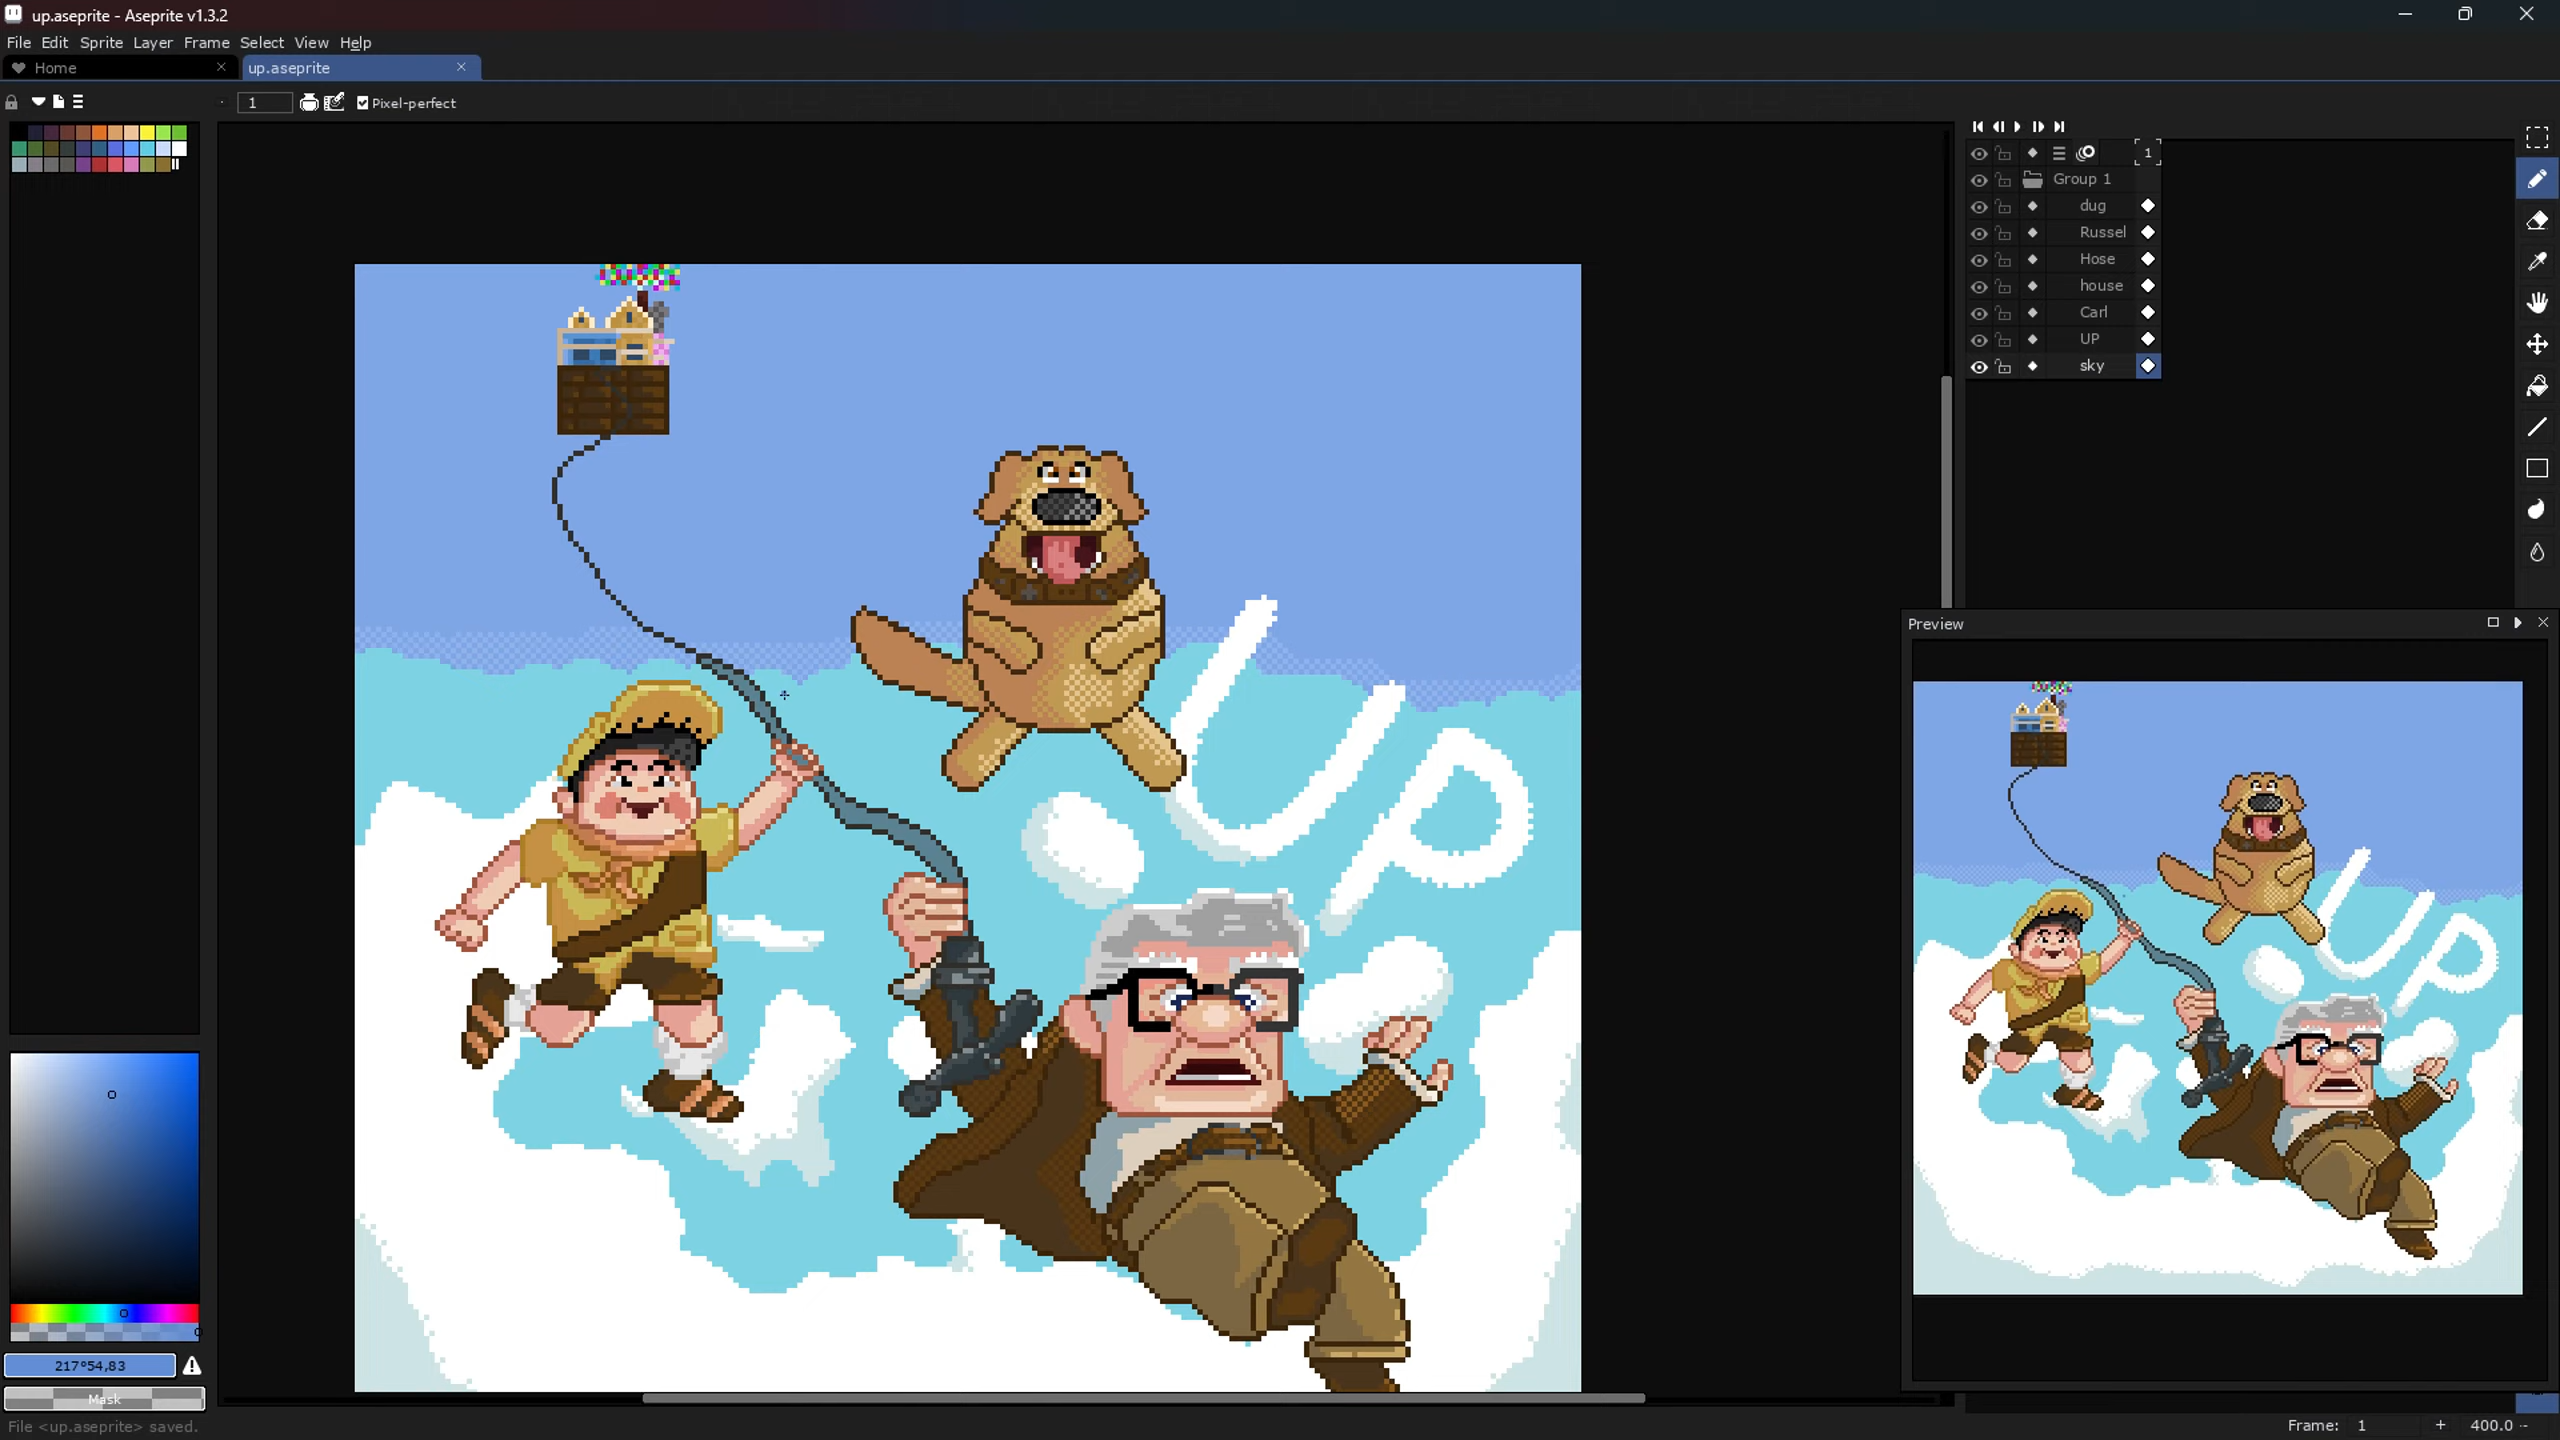 up.aseprite - Aseprite v1.3.2
File Edit Sprite Layer Frame Select View Help
Home
up.aseprite
1
Pixel-perfect
1
Group 1
dug
Russel
Hose
house
Carl
UP
sky
Preview
UP
UP
217°54,83
Mask
File <up.aseprite> saved.
Frame: 1 + 400.0